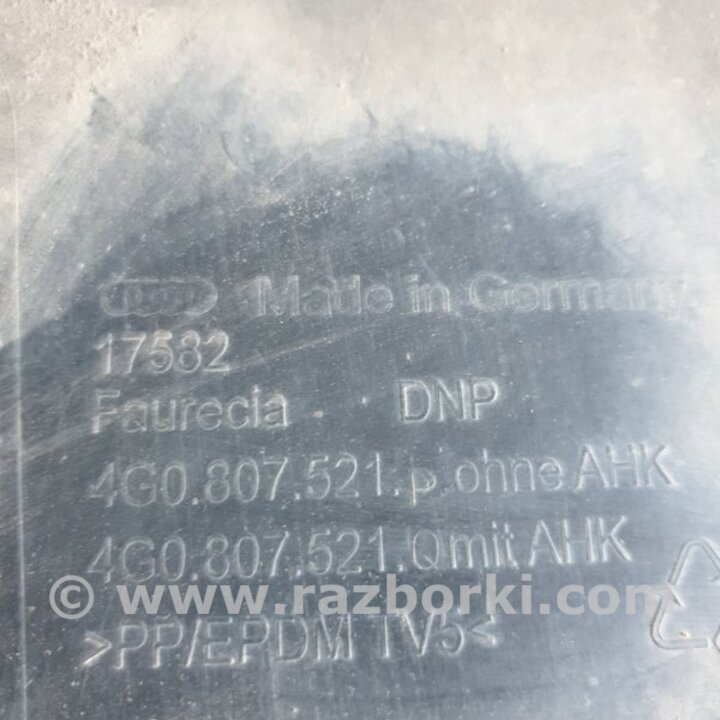 Made in Germany
17582
Faurecia DNP
4G0.807.521.p.ohne AHK
4G0.807.521.Qmit AHK
© www.razborki.com
>PP/EPDM TV5<